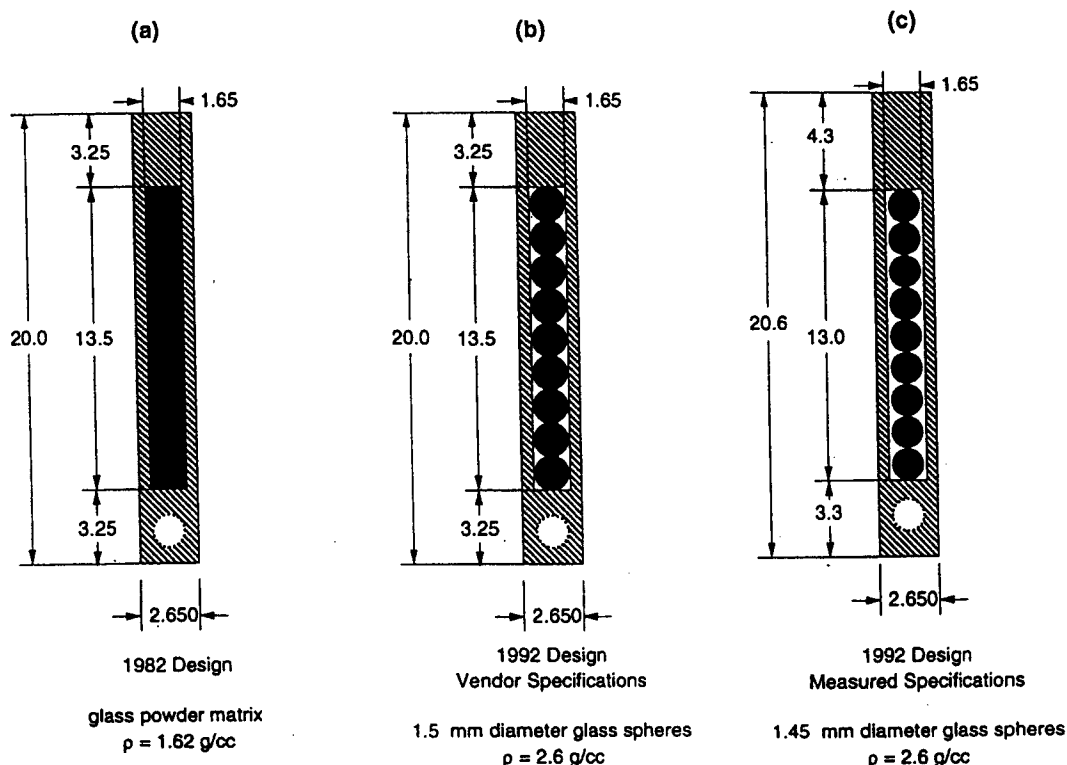 (a)
1.65
3.25
20.0
13.5
3.25
2.650
1982 Design
glass powder matrix
ρ = 1.62 g/cc
(b)
1.65
3.25
20.0
13.5
3.25
2.650
1992 Design
Vendor Specifications
1.5 mm diameter glass spheres
ρ = 2.6 g/cc
(c)
1.65
4.3
20.6
13.0
3.3
2.650
1992 Design
Measured Specifications
1.45 mm diameter glass spheres
ρ = 2.6 g/cc